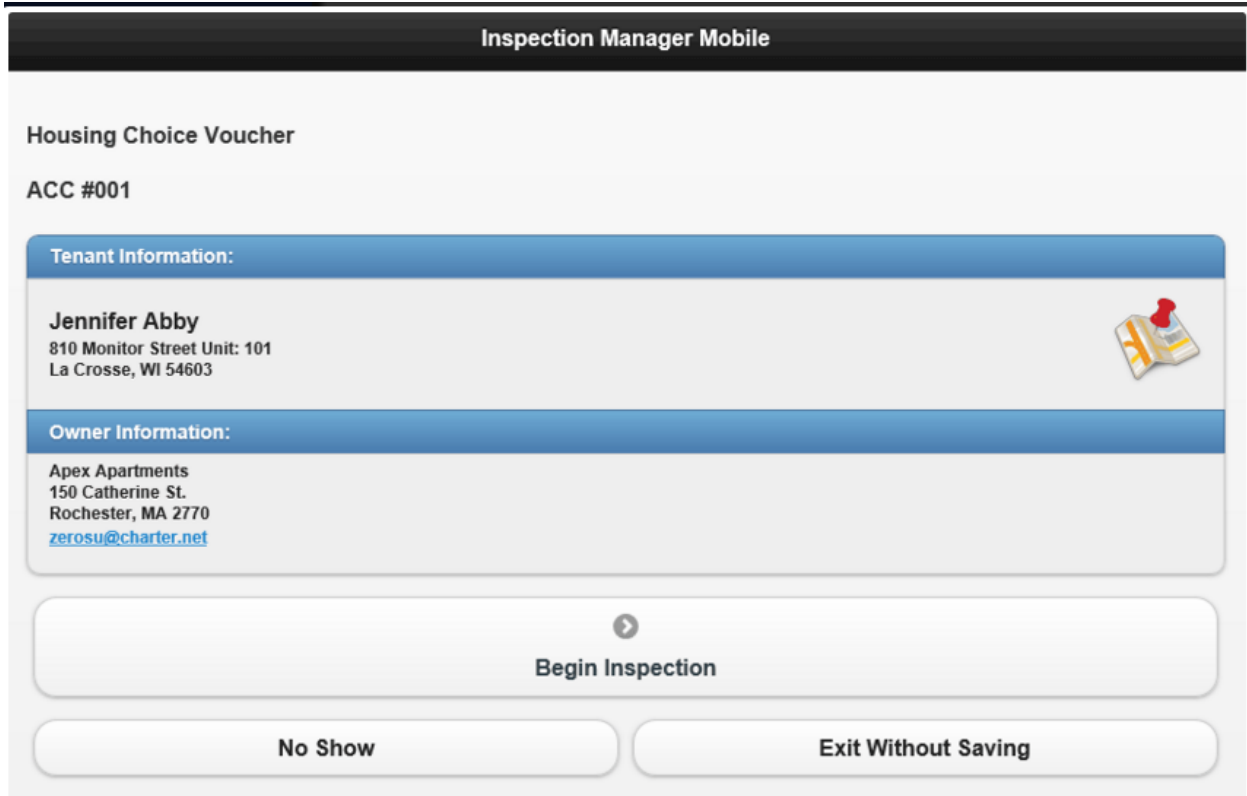 Inspection Manager Mobile
Housing Choice Voucher
ACC #001
Tenant Information:
Jennifer Abby
810 Monitor Street Unit: 101
La Crosse, WI 54603
Owner Information:
Apex Apartments
150 Catherine St.
Rochester, MA 2770
zerosu@charter.net
Begin Inspection
No Show
Exit Without Saving